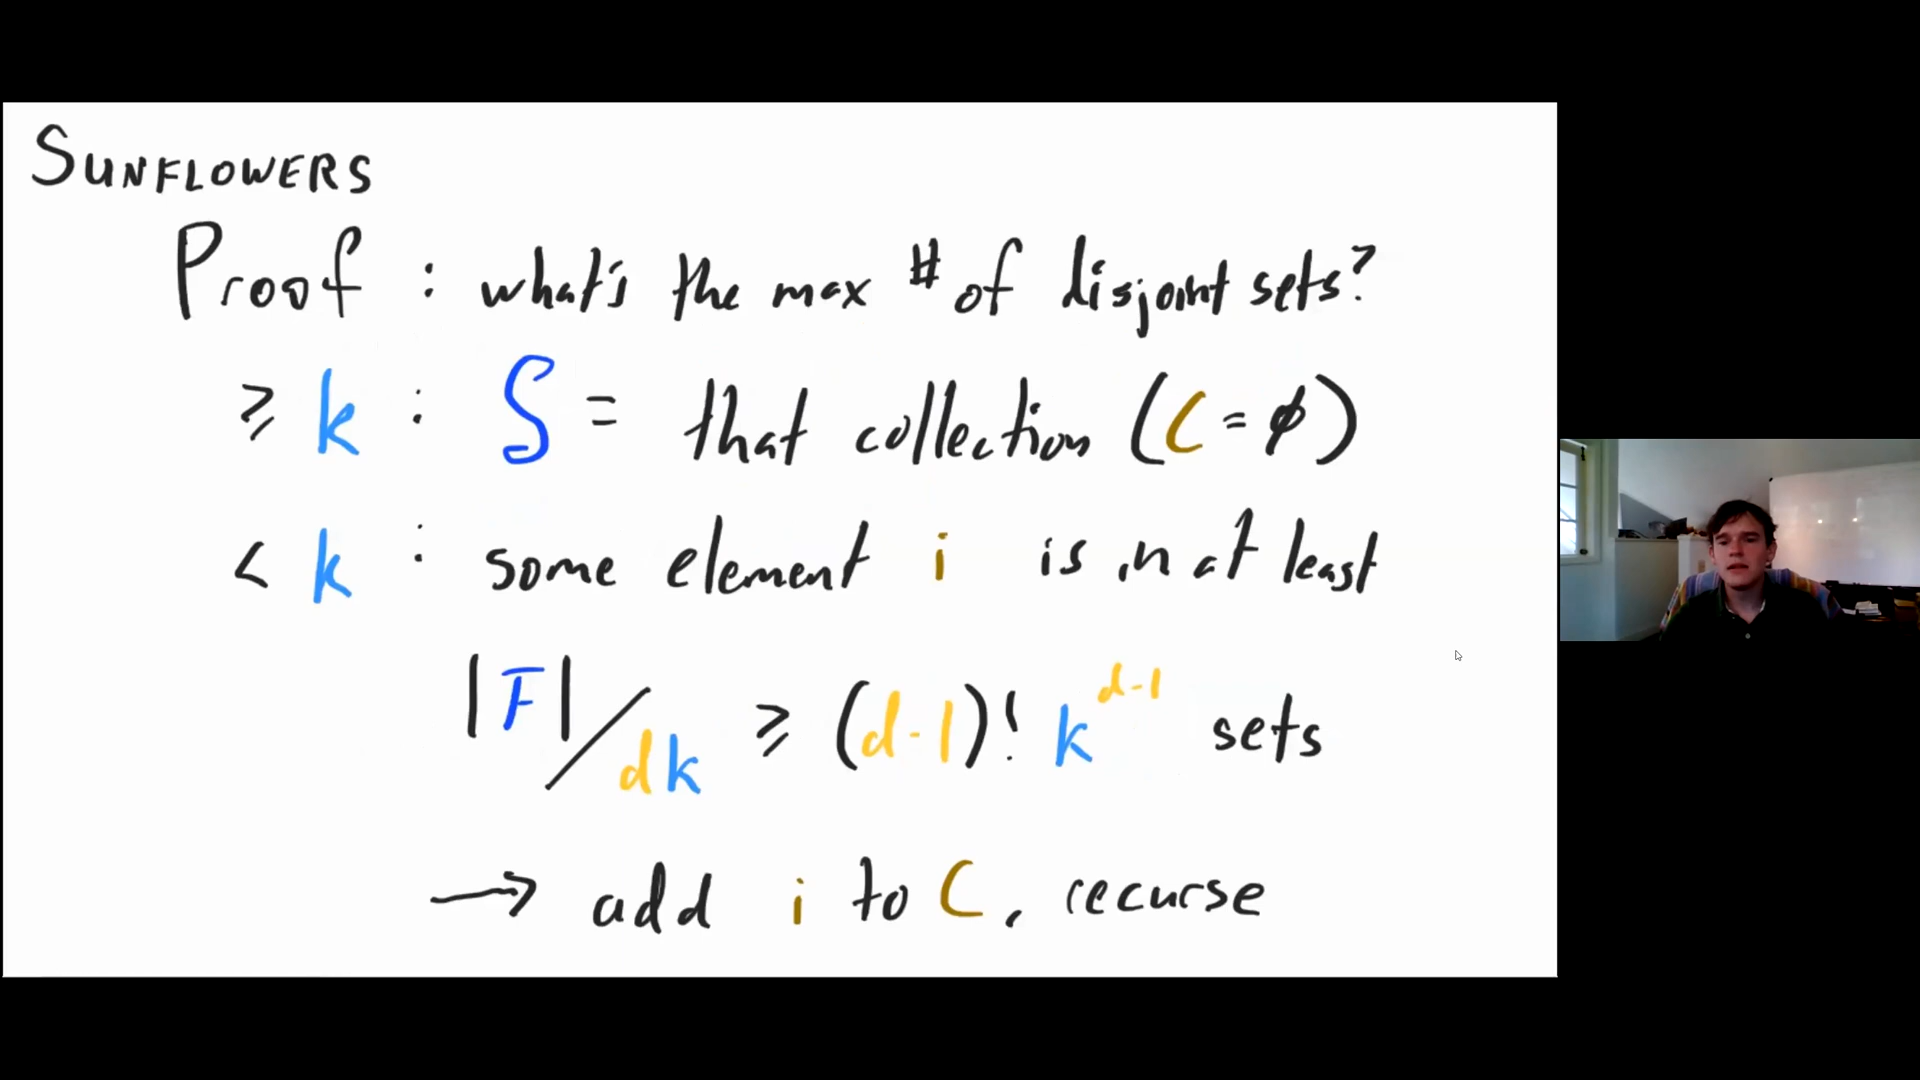 SUNFLOWERS
Proof : what's the max # of disjoint sets?
≥ k : S = that collection (C = ∅)
< k : some element i is in at least
|F|/dk ≥ (d-1)! k^{d-1} sets
→ add i to C, recurse